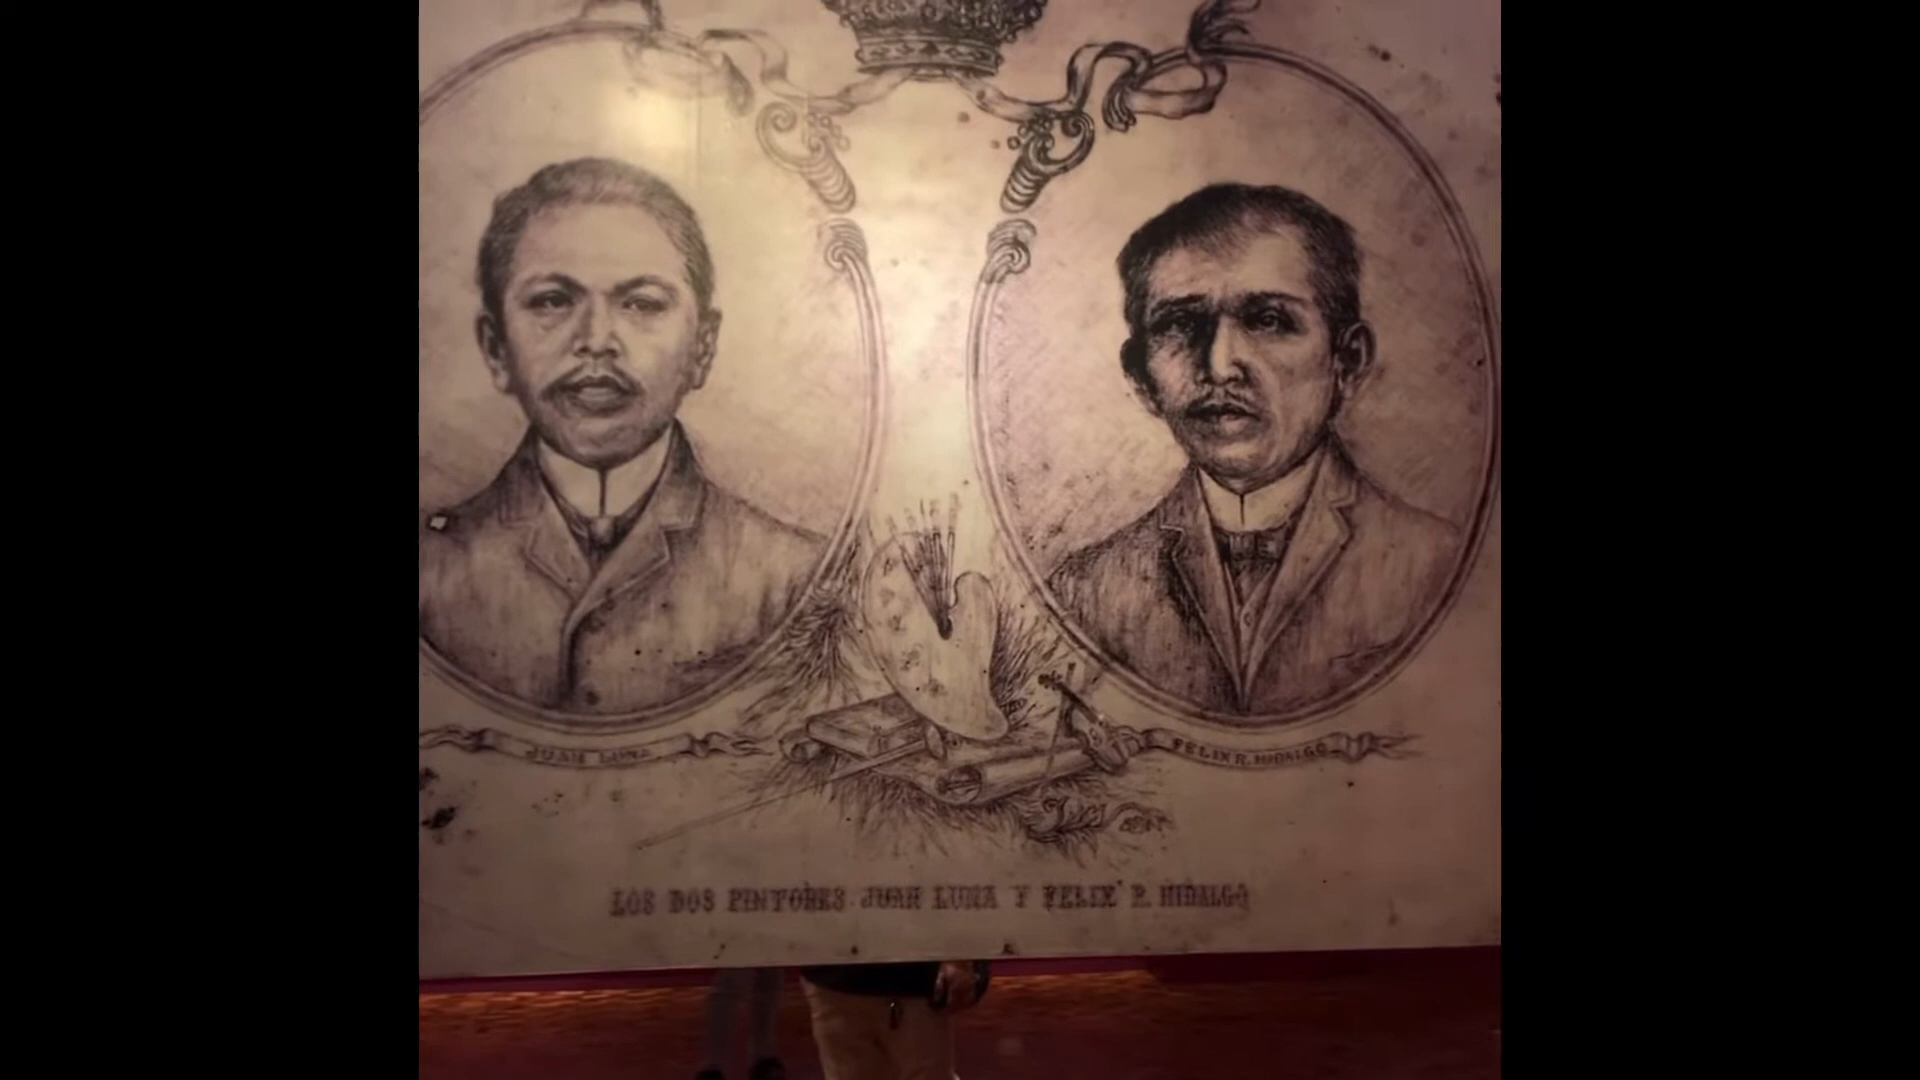 JUAN LUNA
FELIX R. HIDALGO
LOS DOS PINTORES JUAN LUNA Y FELIX R. HIDALGO